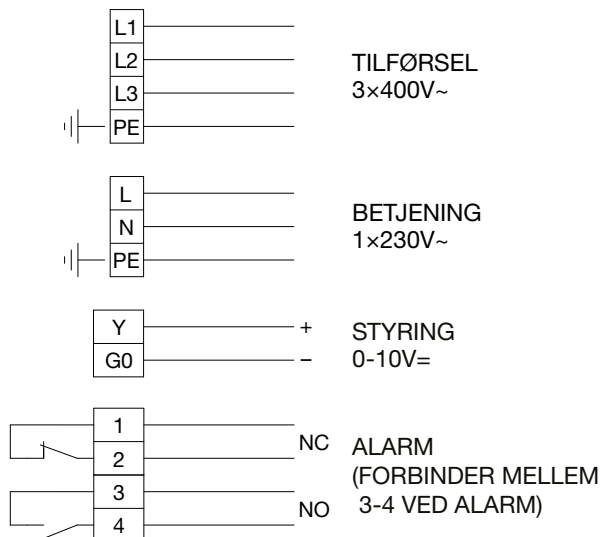 L1
L2
L3
PE
TILFØRSEL
3×400V~
L
N
PE
BETJENING
1×230V~
Y
G0
+
–
STYRING
0-10V=
1
2
3
4
NC
NO
ALARM
(FORBINDER MELLEM
3-4 VED ALARM)